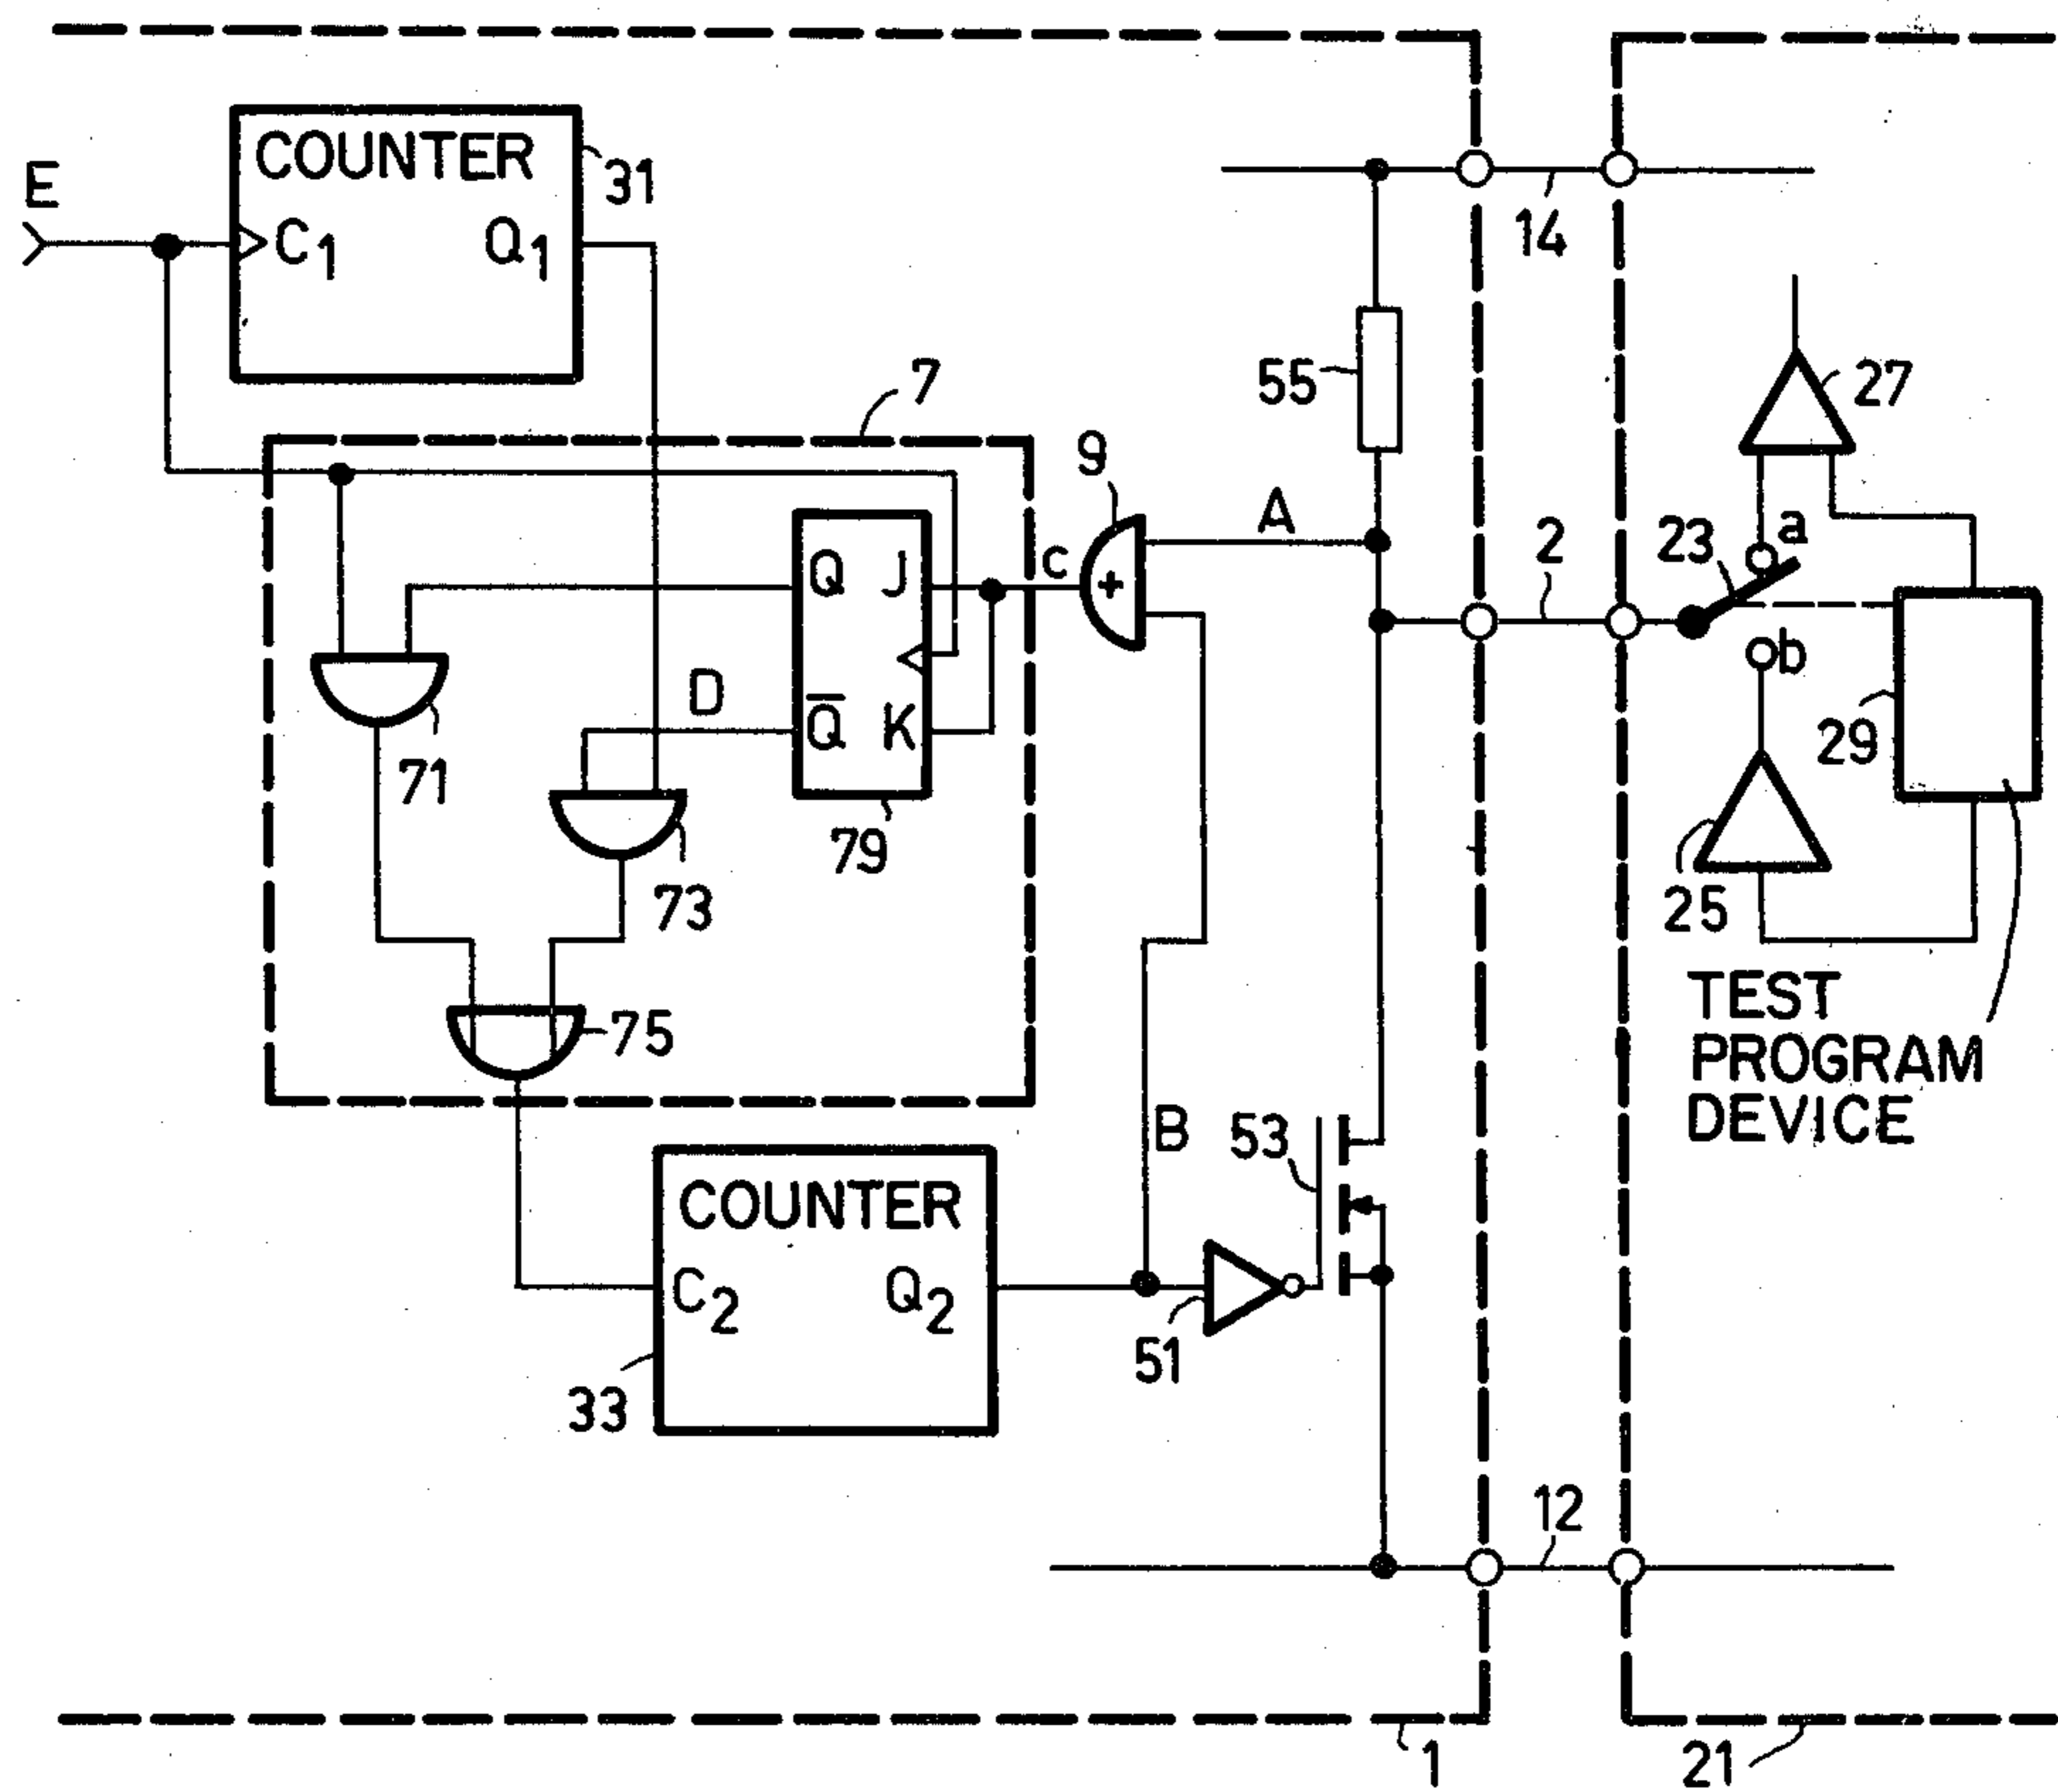 E
COUNTER
31
C1 Q1
14
7
55
27
9
A
a
c
2
23
Q J
b
D
Q̅ K
29
71
79
73
25
TEST
PROGRAM
DEVICE
75
B
53
COUNTER
C2 Q2
51
33
12
1
21
+